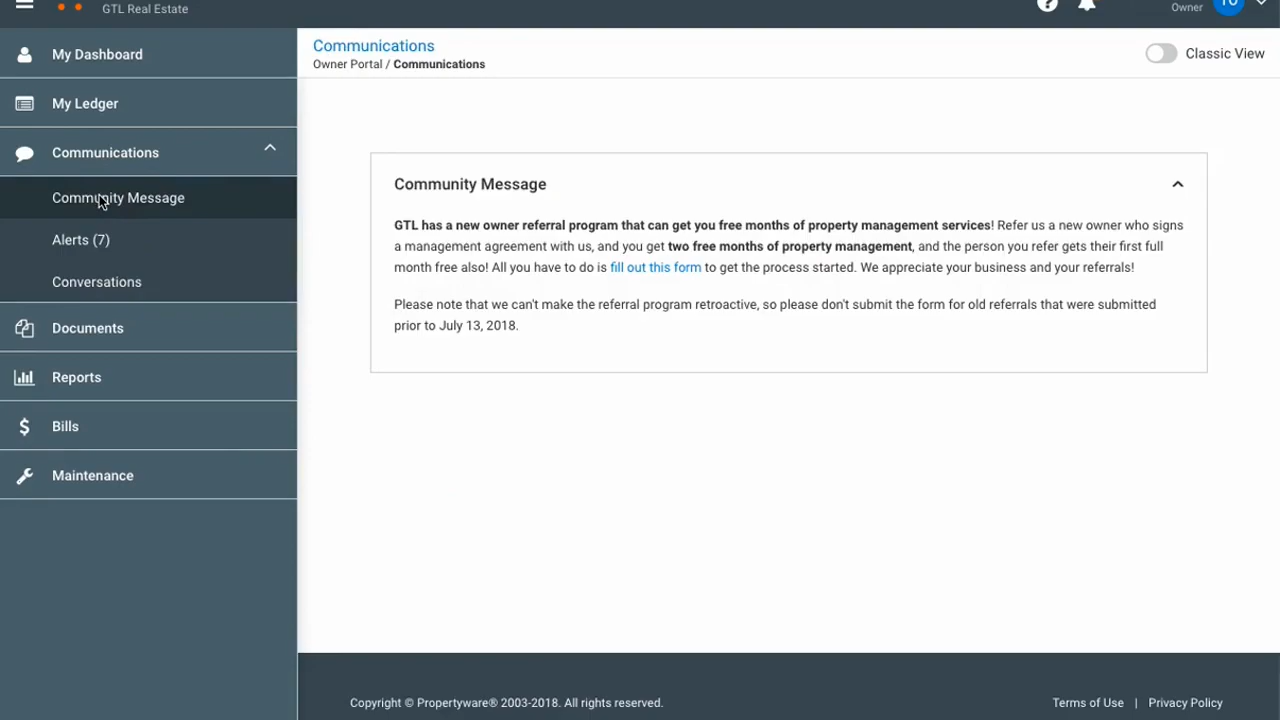 GTL Real Estate
Owner
My Dashboard
My Ledger
Communications
Community Message
Alerts (7)
Conversations
Documents
Reports
Bills
Maintenance
Communications
Owner Portal / Communications
Classic View
Community Message
GTL has a new owner referral program that can get you free months of property management services! Refer us a new owner who signs
a management agreement with us, and you get two free months of property management, and the person you refer gets their first full
month free also! All you have to do is fill out this form to get the process started. We appreciate your business and your referrals!
Please note that we can't make the referral program retroactive, so please don't submit the form for old referrals that were submitted
prior to July 13, 2018.
Copyright © Propertyware® 2003-2018. All rights reserved.
Terms of Use | Privacy Policy